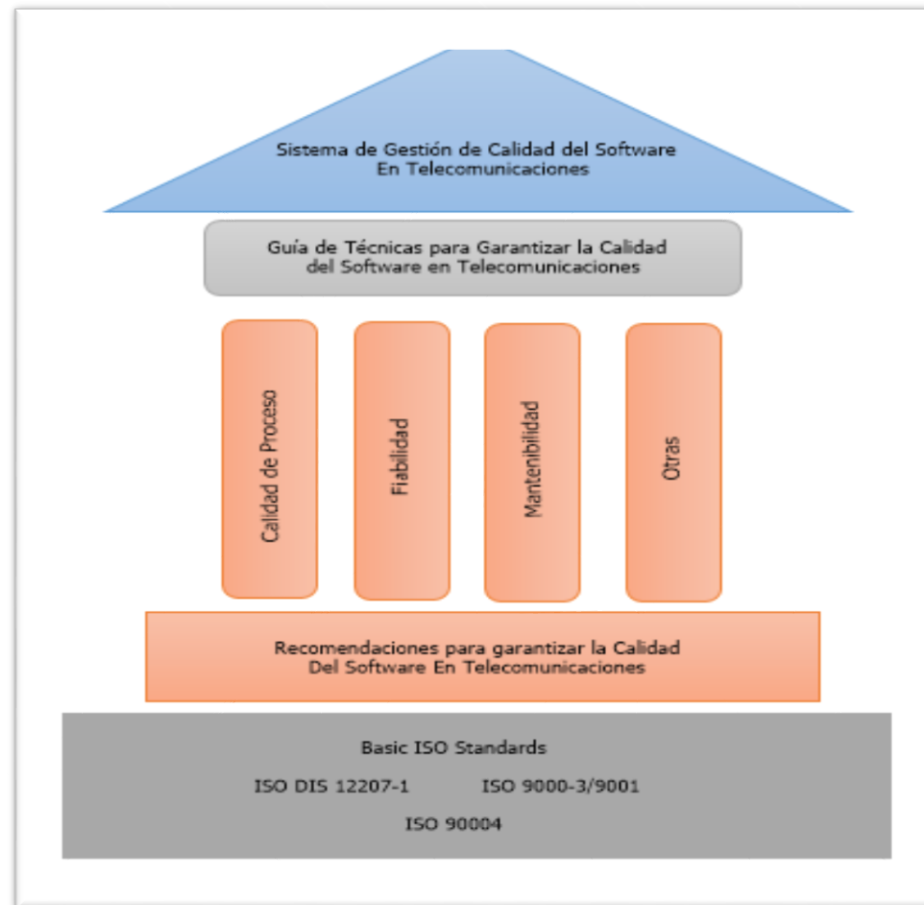 Sistema de Gestión de Calidad del Software
En Telecomunicaciones
Guía de Técnicas para Garantizar la Calidad
del Software en Telecomunicaciones
Calidad de Proceso
Fiabilidad
Mantenibilidad
Otras
Recomendaciones para garantizar la Calidad
Del Software En Telecomunicaciones
Basic ISO Standards
ISO DIS 12207-1 ISO 9000-3/9001
ISO 90004